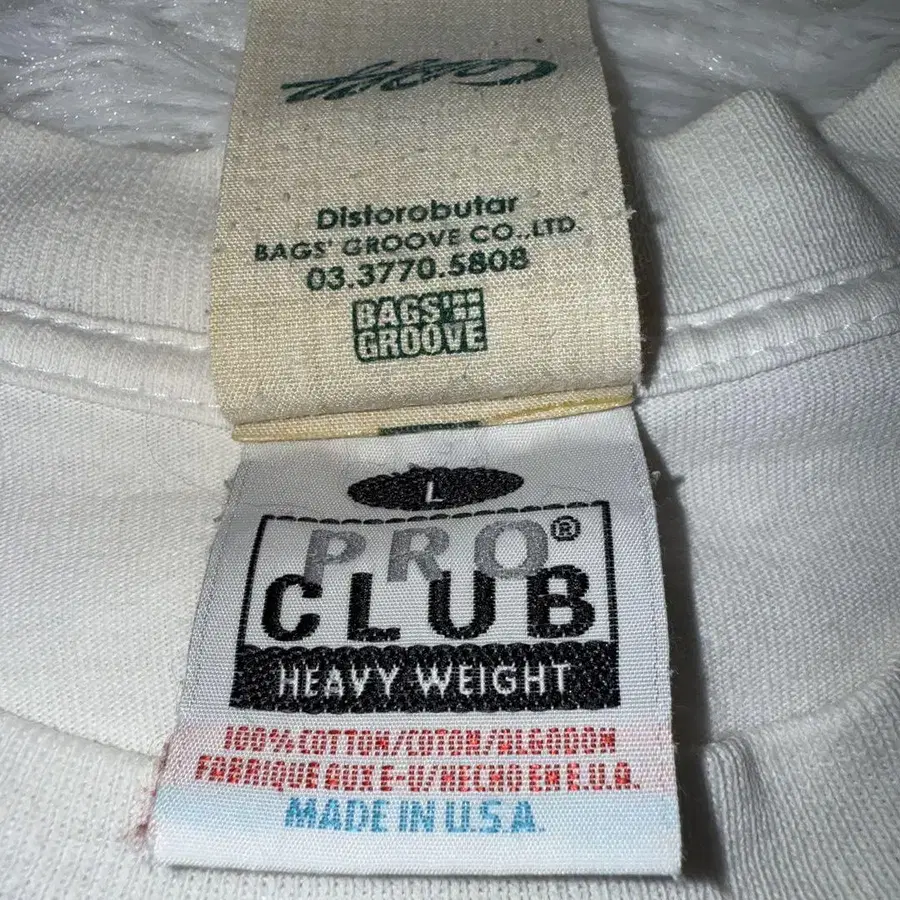 Distorobutar
BAGS' GROOVE CO.,LTD.
03.3770.5808
BAGS'
GROOVE
L
PRO®
CLUB
HEAVY WEIGHT
100% COTTON/COTON/ALGODON
FABRIQUE AUX E-U/HECHO EN E.U.A.
MADE IN U.S.A.